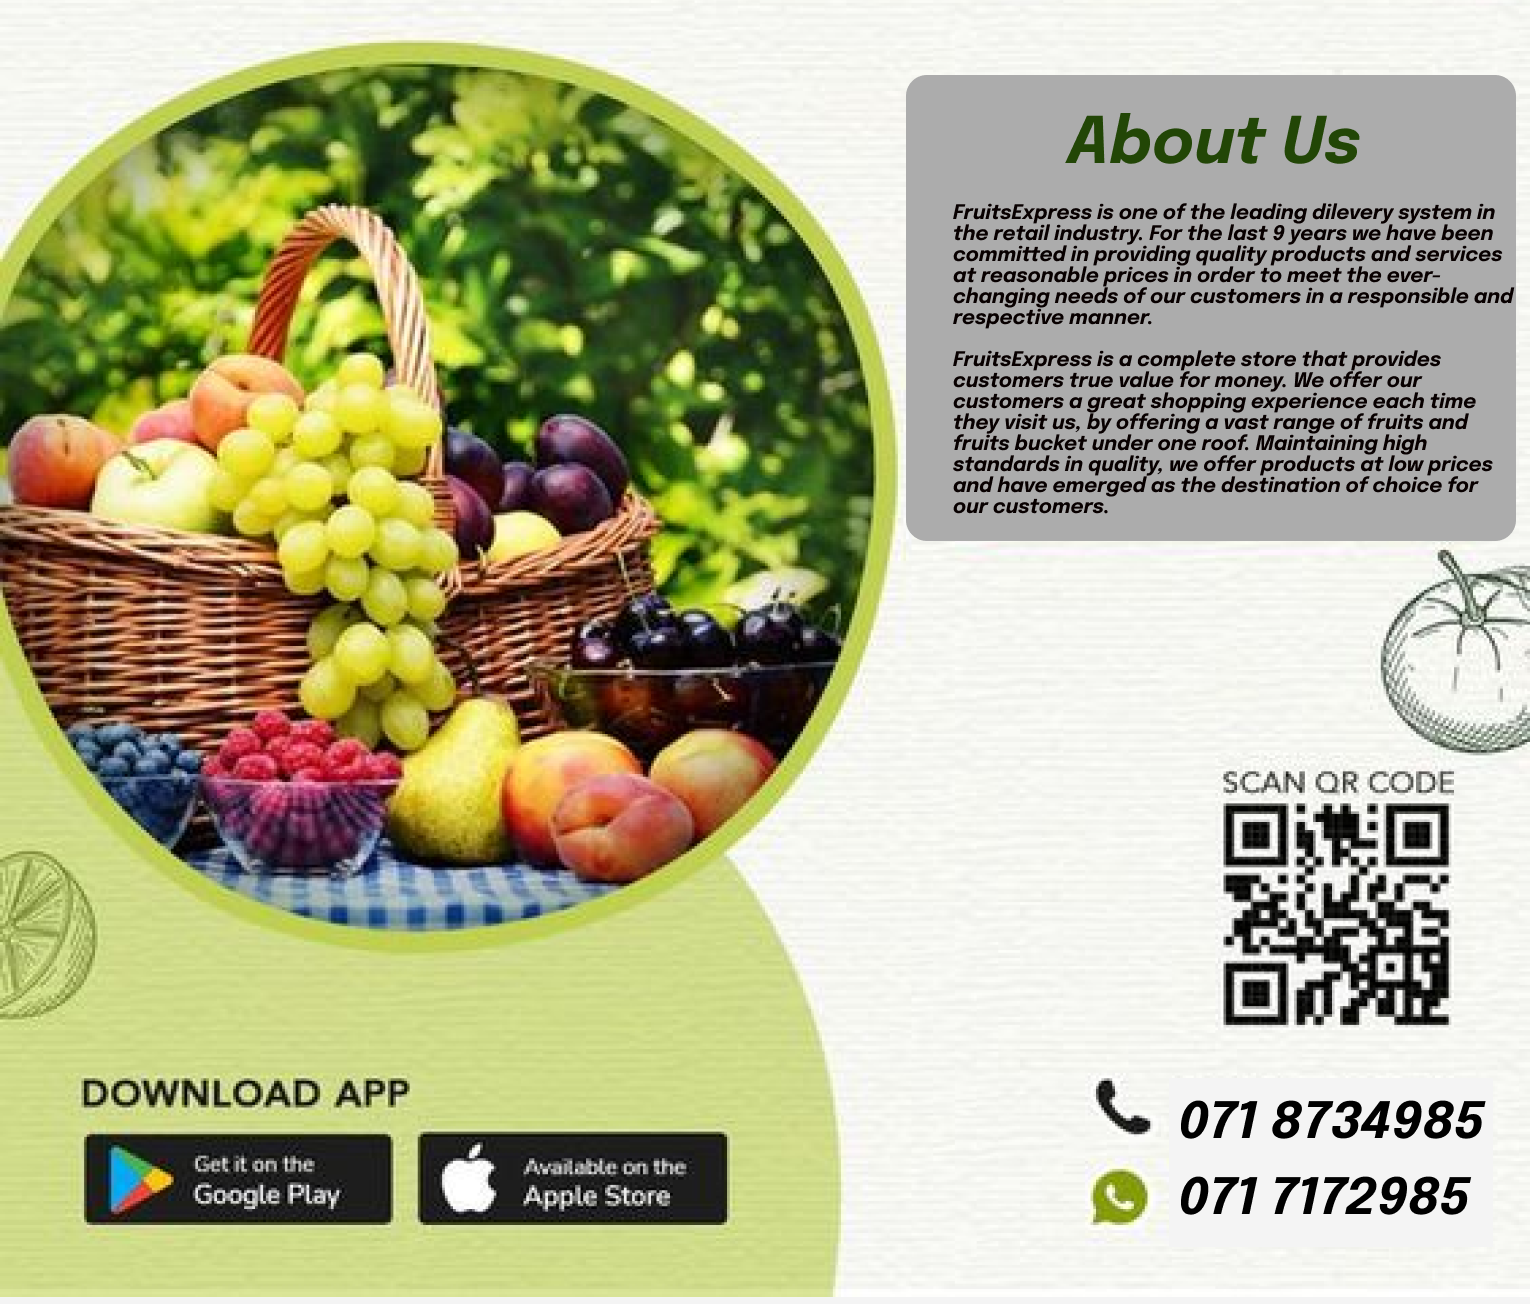 About Us
FruitsExpress is one of the leading dilevery system in
the retail industry. For the last 9 years we have been
committed in providing quality products and services
at reasonable prices in order to meet the ever-
changing needs of our customers in a responsible and
respective manner.
FruitsExpress is a complete store that provides
customers true value for money. We offer our
customers a great shopping experience each time
they visit us, by offering a vast range of fruits and
fruits bucket under one roof. Maintaining high
standards in quality, we offer products at low prices
and have emerged as the destination of choice for
our customers.
SCAN QR CODE
DOWNLOAD APP
Get it on the
Google Play
Available on the
Apple Store
071 8734985
071 7172985